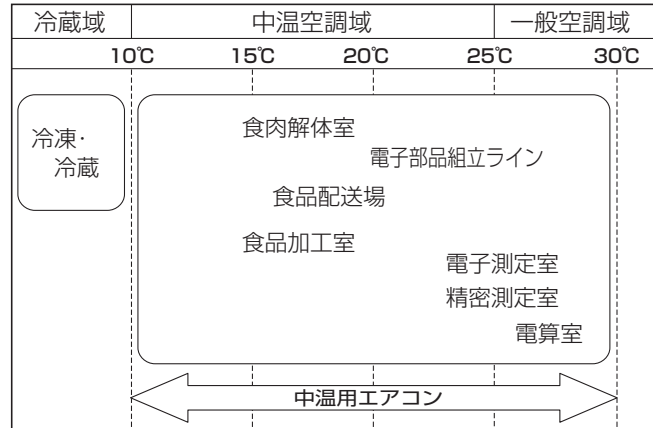 冷蔵域 中温空調域 一般空調域
10℃ 15℃ 20℃ 25℃ 30℃
冷凍・
冷蔵
食肉解体室
電子部品組立ライン
食品配送場
食品加工室
電子測定室
精密測定室
電算室
中温用エアコン